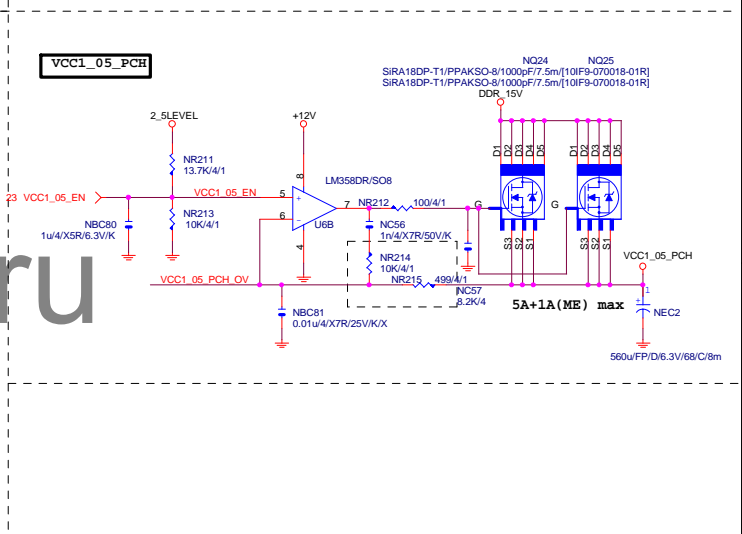 VCC1_05_PCH
NQ24 NQ25
SiRA18DP-T1/PPAKSO-8/1000pF/7.5m/[10IF9-070018-01R]
SiRA18DP-T1/PPAKSO-8/1000pF/7.5m/[10IF9-070018-01R]
DDR_15V
2_5LEVEL
+12V
D1 D2 D3 D4 D5
D1 D2 D3 D4 D5
NR211
13.7K/4/1
8
LM358DR/SO8
23 VCC1_05_EN
VCC1_05_EN
5
+
7
NR212
100/4/1
G
G
NBC80
1u/4/X5R/6.3V/K
NR213
10K/4/1
6
−
U6B
4
NC56
1n/4/X7R/50V/K
S3 S2 S1
S3 S2 S1
NR214
10K/4/1
VCC1_05_PCH
ru
VCC1_05_PCH_OV
NR215
499/4/1
NC57
8.2K/4
5A+1A(ME) max
1
+
NEC2
NBC81
0.01u/4/X7R/25V/K/X
560u/FP/D/6.3V/68/C/8m